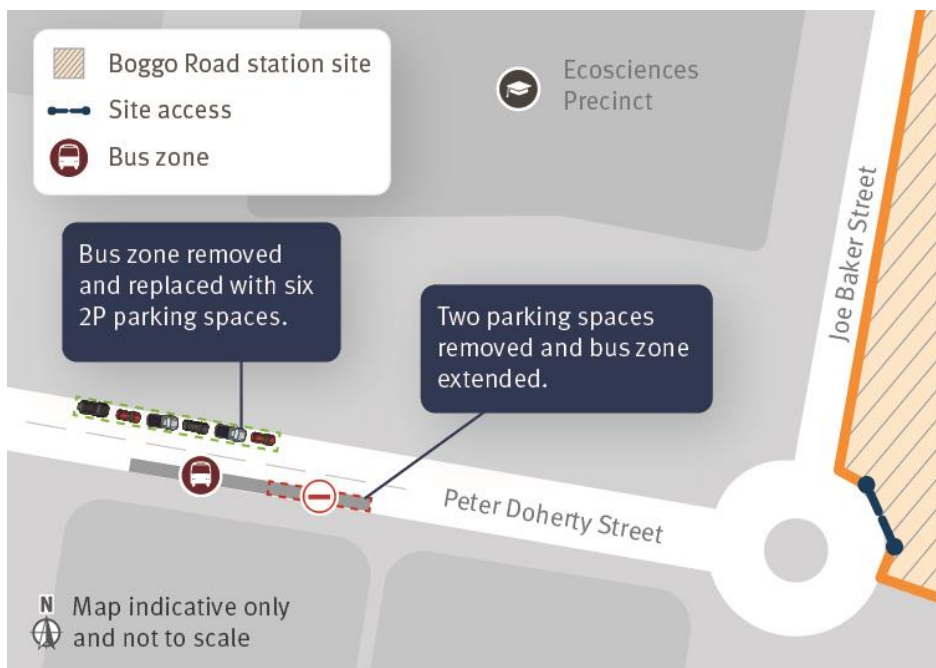 Boggo Road station site
Site access
Bus zone
Ecosciences
Precinct
Joe Baker Street
Bus zone removed
and replaced with six
2P parking spaces.
Two parking spaces
removed and bus zone
extended.
Peter Doherty Street
N
Map indicative only
and not to scale